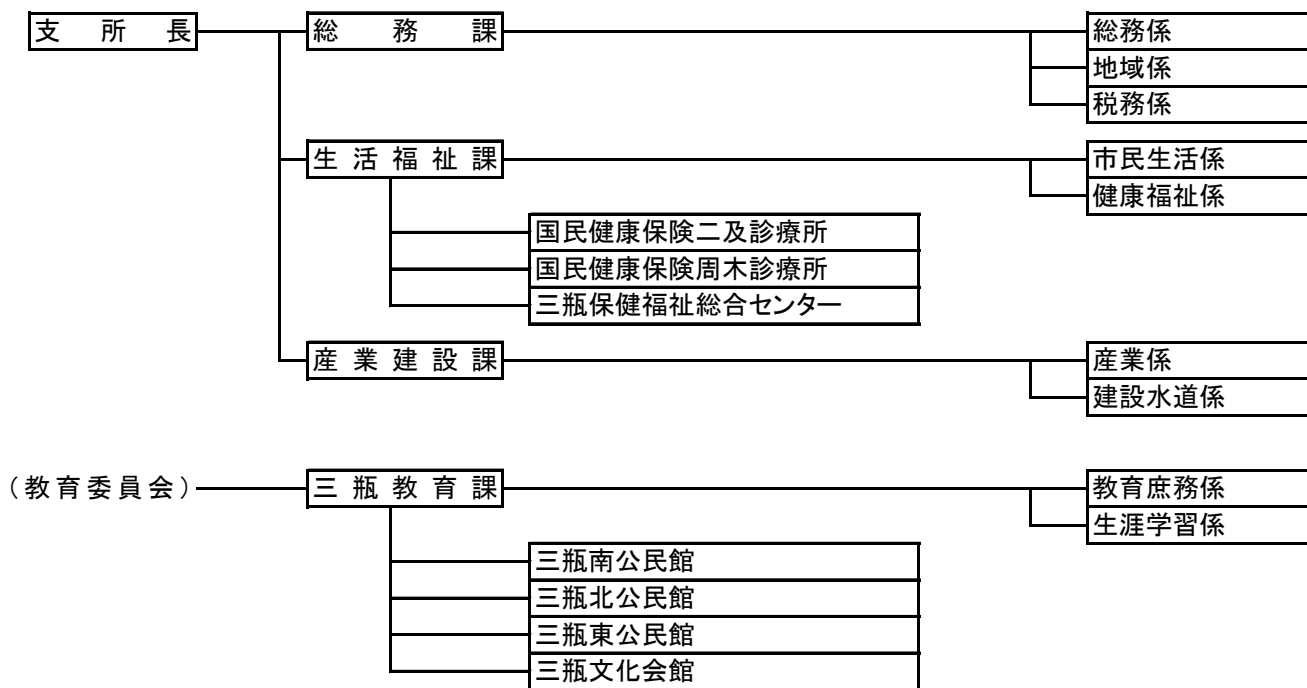 支所長 総務課 総務係
地域係
税務係
生活福祉課 市民生活係
健康福祉係
国民健康保険二及診療所
国民健康保険周木診療所
三瓶保健福祉総合センター
産業建設課 産業係
建設水道係
（教育委員会） 三瓶教育課 教育庶務係
生涯学習係
三瓶南公民館
三瓶北公民館
三瓶東公民館
三瓶文化会館